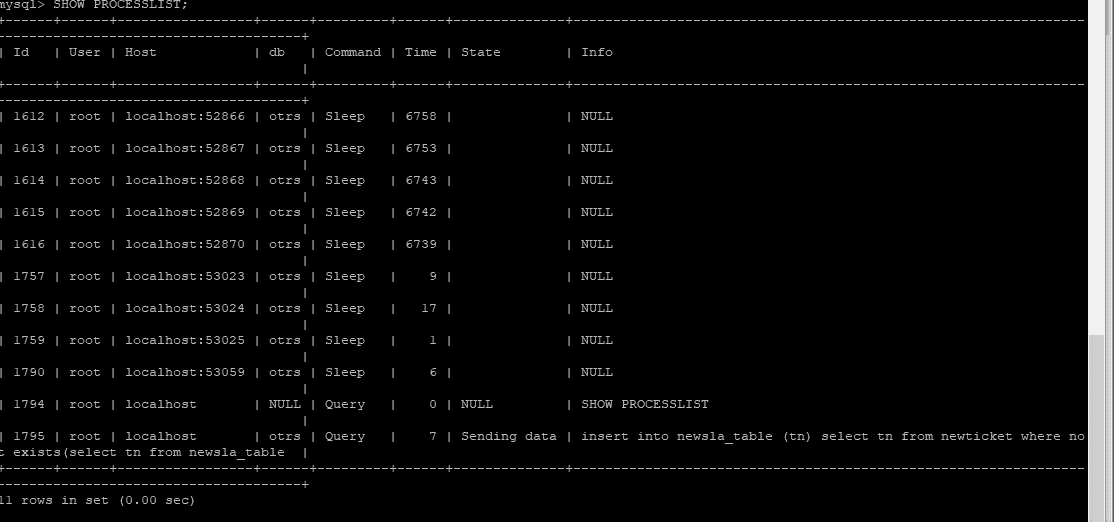 mysql> SHOW PROCESSLIST;
+------+------+-----------------+------+---------+------+--------------+----------------------------------------------------------------
--------------------------------------+
| Id   | User | Host            | db   | Command | Time | State        | Info
                                      |
+------+------+-----------------+------+---------+------+--------------+----------------------------------------------------------------
--------------------------------------+
| 1612 | root | localhost:52866 | otrs | Sleep   | 6758 |              | NULL
                                      |
| 1613 | root | localhost:52867 | otrs | Sleep   | 6753 |              | NULL
                                      |
| 1614 | root | localhost:52868 | otrs | Sleep   | 6743 |              | NULL
                                      |
| 1615 | root | localhost:52869 | otrs | Sleep   | 6742 |              | NULL
                                      |
| 1616 | root | localhost:52870 | otrs | Sleep   | 6739 |              | NULL
                                      |
| 1757 | root | localhost:53023 | otrs | Sleep   |    9 |              | NULL
                                      |
| 1758 | root | localhost:53024 | otrs | Sleep   |   17 |              | NULL
                                      |
| 1759 | root | localhost:53025 | otrs | Sleep   |    1 |              | NULL
                                      |
| 1790 | root | localhost:53059 | otrs | Sleep   |    6 |              | NULL
                                      |
| 1794 | root | localhost       | NULL | Query   |    0 | NULL         | SHOW PROCESSLIST
                                      |
| 1795 | root | localhost       | otrs | Query   |    7 | Sending data | insert into newsla_table (tn) select tn from newticket where no
t exists(select tn from newsla_table  |
+------+------+-----------------+------+---------+------+--------------+----------------------------------------------------------------
--------------------------------------+
11 rows in set (0.00 sec)